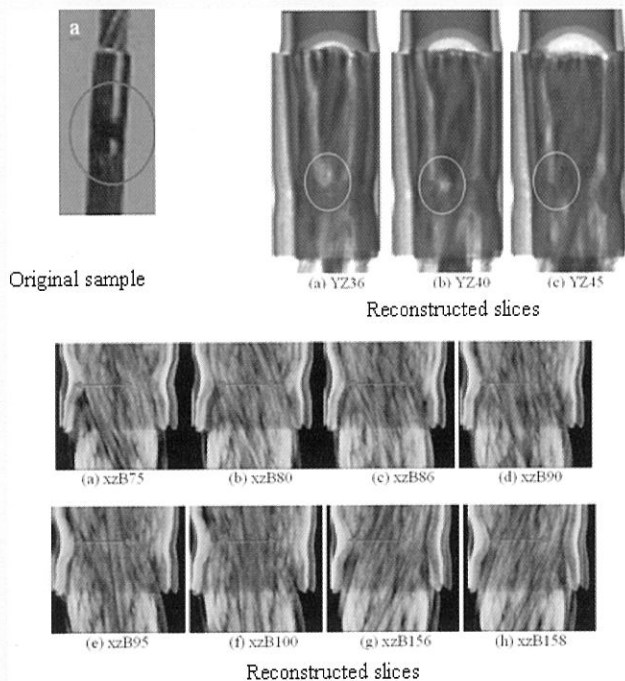 a
Original sample
(a) YZ36 (b) YZ40 (c) YZ45
Reconstructed slices
(a) xzB75 (b) xzB80 (c) xzB86 (d) xzB90
(e) xzB95 (f) xzB100 (g) xzB156 (h) xzB158
Reconstructed slices